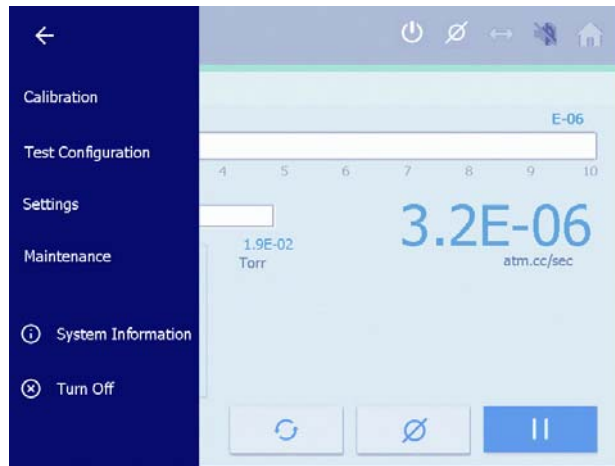 Calibration
Test Configuration
Settings
Maintenance
System Information
Turn Off
E-06
4 5 6 7 8 9 10
3.2E-06
atm.cc/sec
1.9E-02
Torr